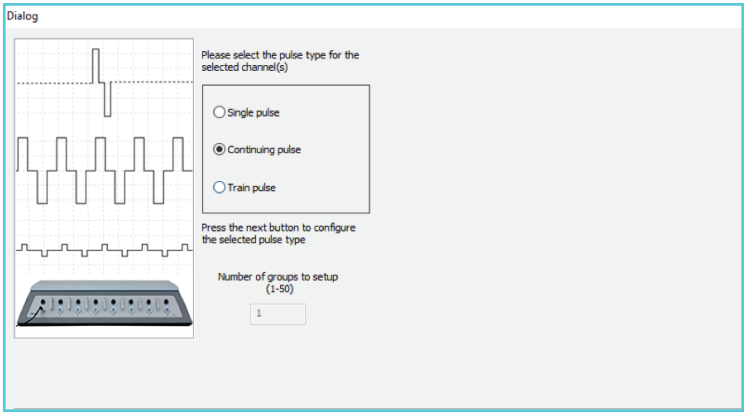 Dialog
Please select the pulse type for the
selected channel(s)
Single pulse
Continuing pulse
Train pulse
Press the next button to configure
the selected pulse type
Number of groups to setup
(1-50)
1